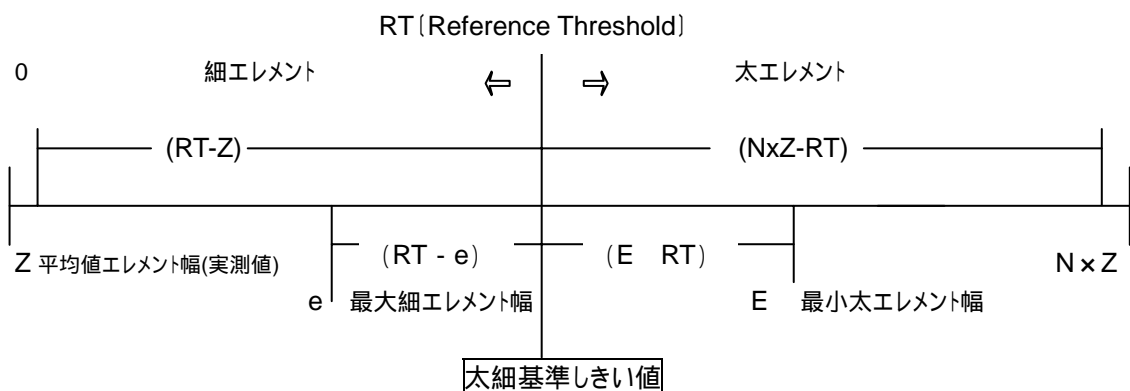 RT(Reference Threshold)
0 細エレメント ⇦ ⇨ 太エレメント
(RT-Z) (NxZ-RT)
Z 平均値エレメント幅(実測値) (RT - e) (E RT) N×Z
e 最大細エレメント幅 E 最小太エレメント幅
太細基準しきい値